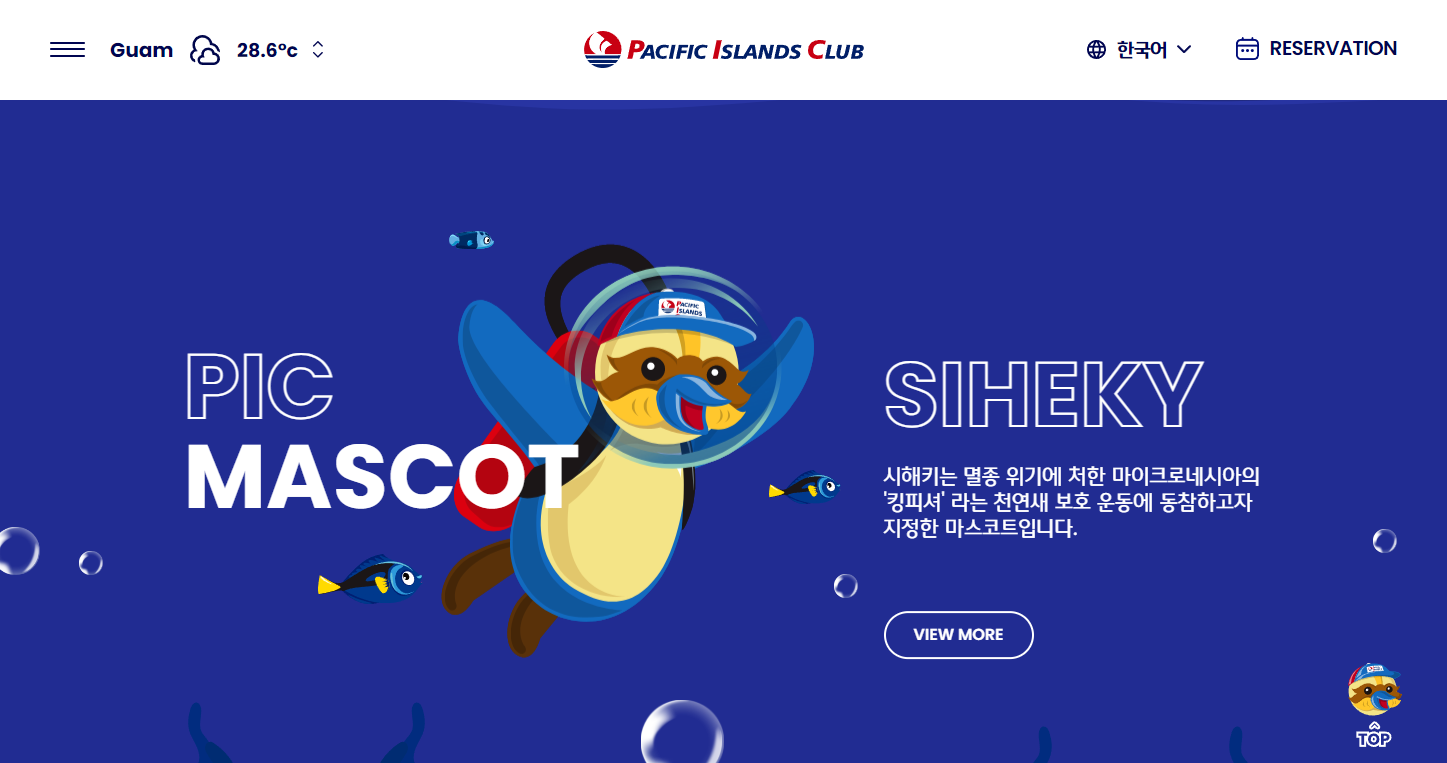 Guam 28.6°c
PACIFIC ISLANDS CLUB
한국어
RESERVATION
PACIFIC
ISLANDS
PIC
MASCOT
SIHEKY
시해키는 멸종 위기에 처한 마이크로네시아의
'킹피셔' 라는 천연새 보호 운동에 동참하고자
지정한 마스코트입니다.
VIEW MORE
TOP